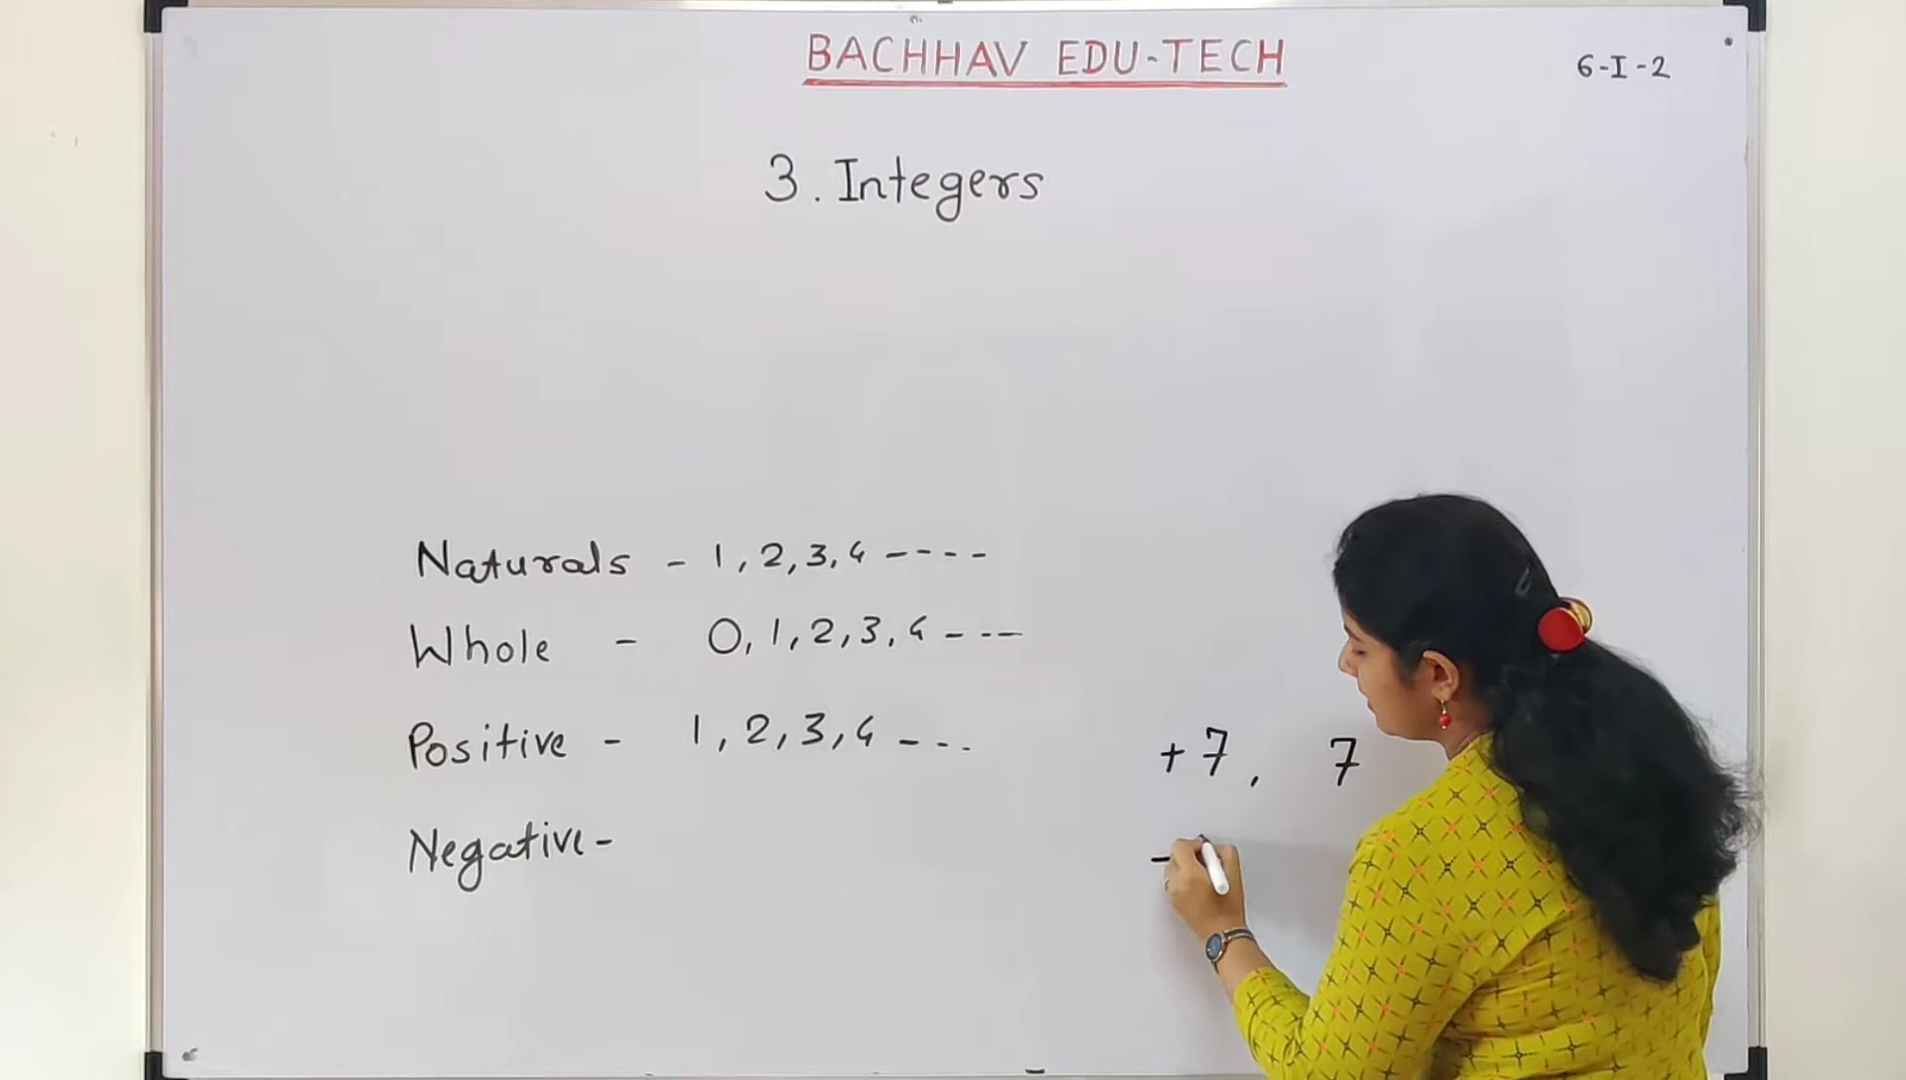 BACHHAV EDU-TECH
6-I-2
3. Integers
Naturals - 1, 2, 3, 4 ----
Whole - 0, 1, 2, 3, 4 ----
Positive - 1, 2, 3, 4 ---
+7, 7
Negative -
-